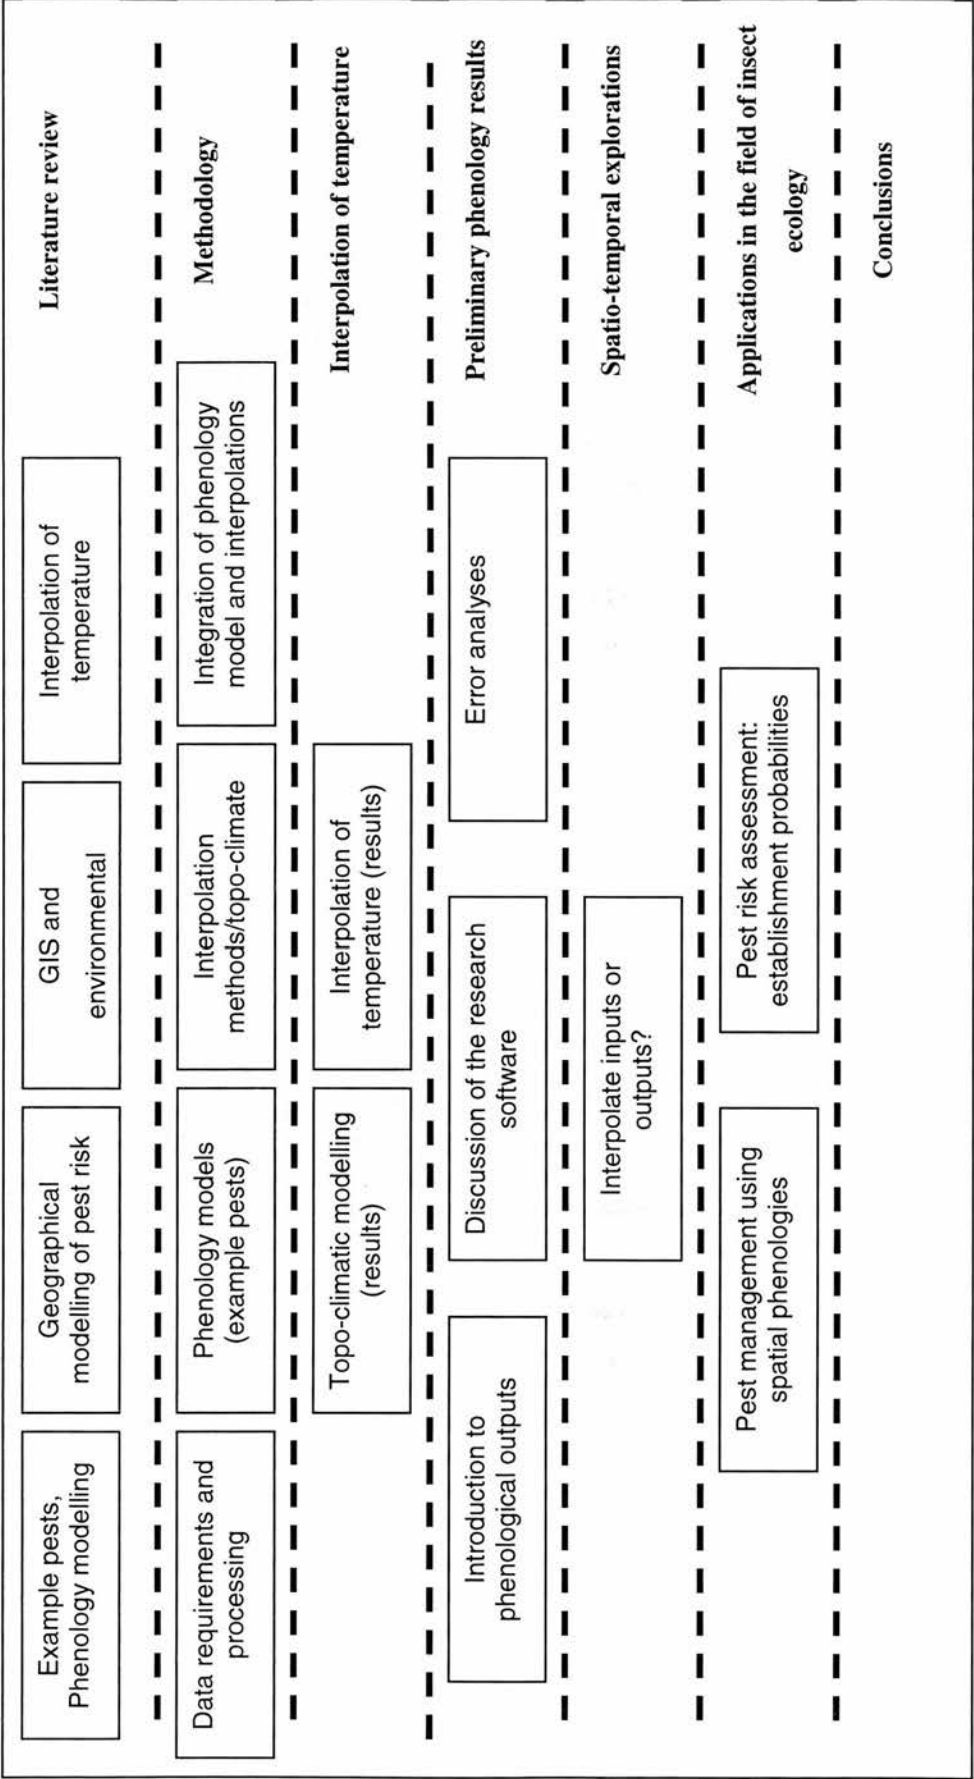 Example pests,
Phenology modelling
Geographical
modelling of pest risk
GIS and
environmental
Interpolation of
temperature
Literature review
Data requirements and
processing
Phenology models
(example pests)
Interpolation
methods/topo-climate
Integration of phenology
model and interpolations
Methodology
Topo-climatic modelling
(results)
Interpolation of
temperature (results)
Interpolation of temperature
Introduction to
phenological outputs
Discussion of the research
software
Error analyses
Preliminary phenology results
Interpolate inputs or
outputs?
Spatio-temporal explorations
Pest management using
spatial phenologies
Pest risk assessment:
establishment probabilities
Applications in the field of insect
ecology
Conclusions